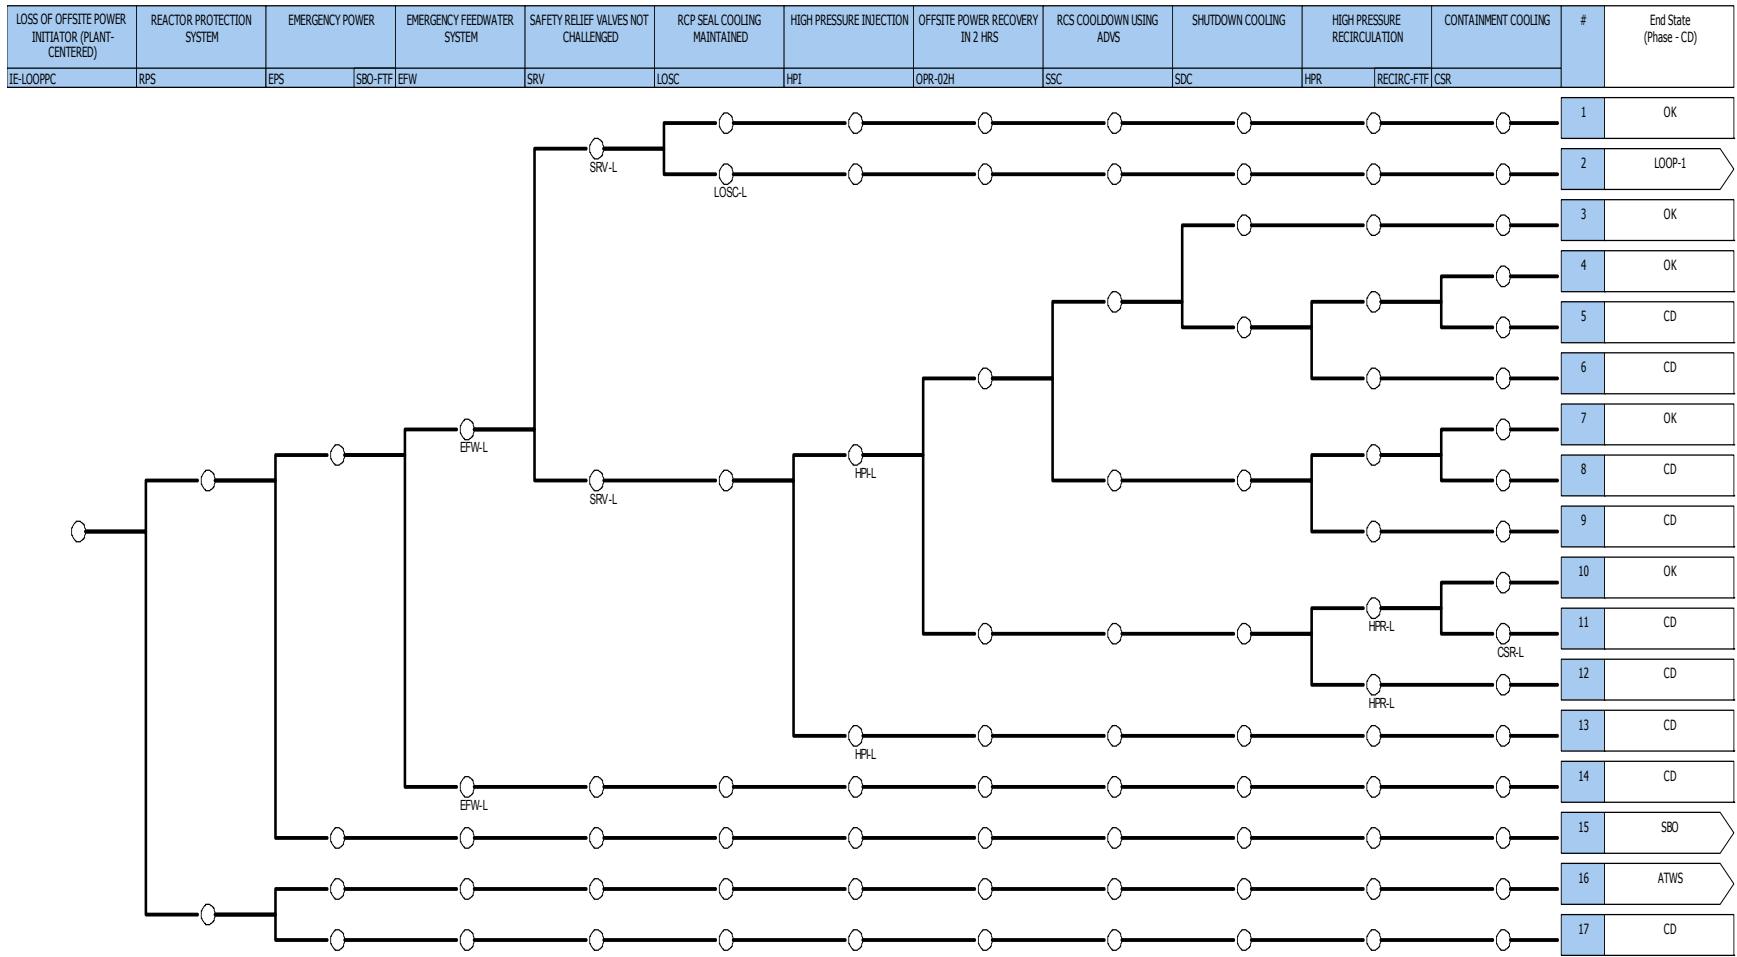 LOSS OF OFFSITE POWER
INITIATOR (PLANT-
CENTERED)
REACTOR PROTECTION
SYSTEM
EMERGENCY POWER
EMERGENCY FEEDWATER
SYSTEM
SAFETY RELIEF VALVES NOT
CHALLENGED
RCP SEAL COOLING
MAINTAINED
HIGH PRESSURE INJECTION
OFFSITE POWER RECOVERY
IN 2 HRS
RCS COOLDOWN USING
ADVS
SHUTDOWN COOLING
HIGH PRESSURE
RECIRCULATION
CONTAINMENT COOLING
#
End State
(Phase - CD)
IE-LOOPPC
RPS
EPS
SBO-FTF
EFW
SRV
LOSC
HPI
OPR-02H
SSC
SDC
HPR
RECIRC-FTF
CSR
1
OK
SRV-L
2
LOOP-1
LOSC-L
3
OK
4
OK
5
CD
6
CD
7
OK
EFW-L
8
CD
HPI-L
SRV-L
9
CD
10
OK
11
CD
HPR-L
CSR-L
12
CD
HPR-L
13
CD
HPI-L
14
CD
EFW-L
15
SBO
16
ATWS
17
CD